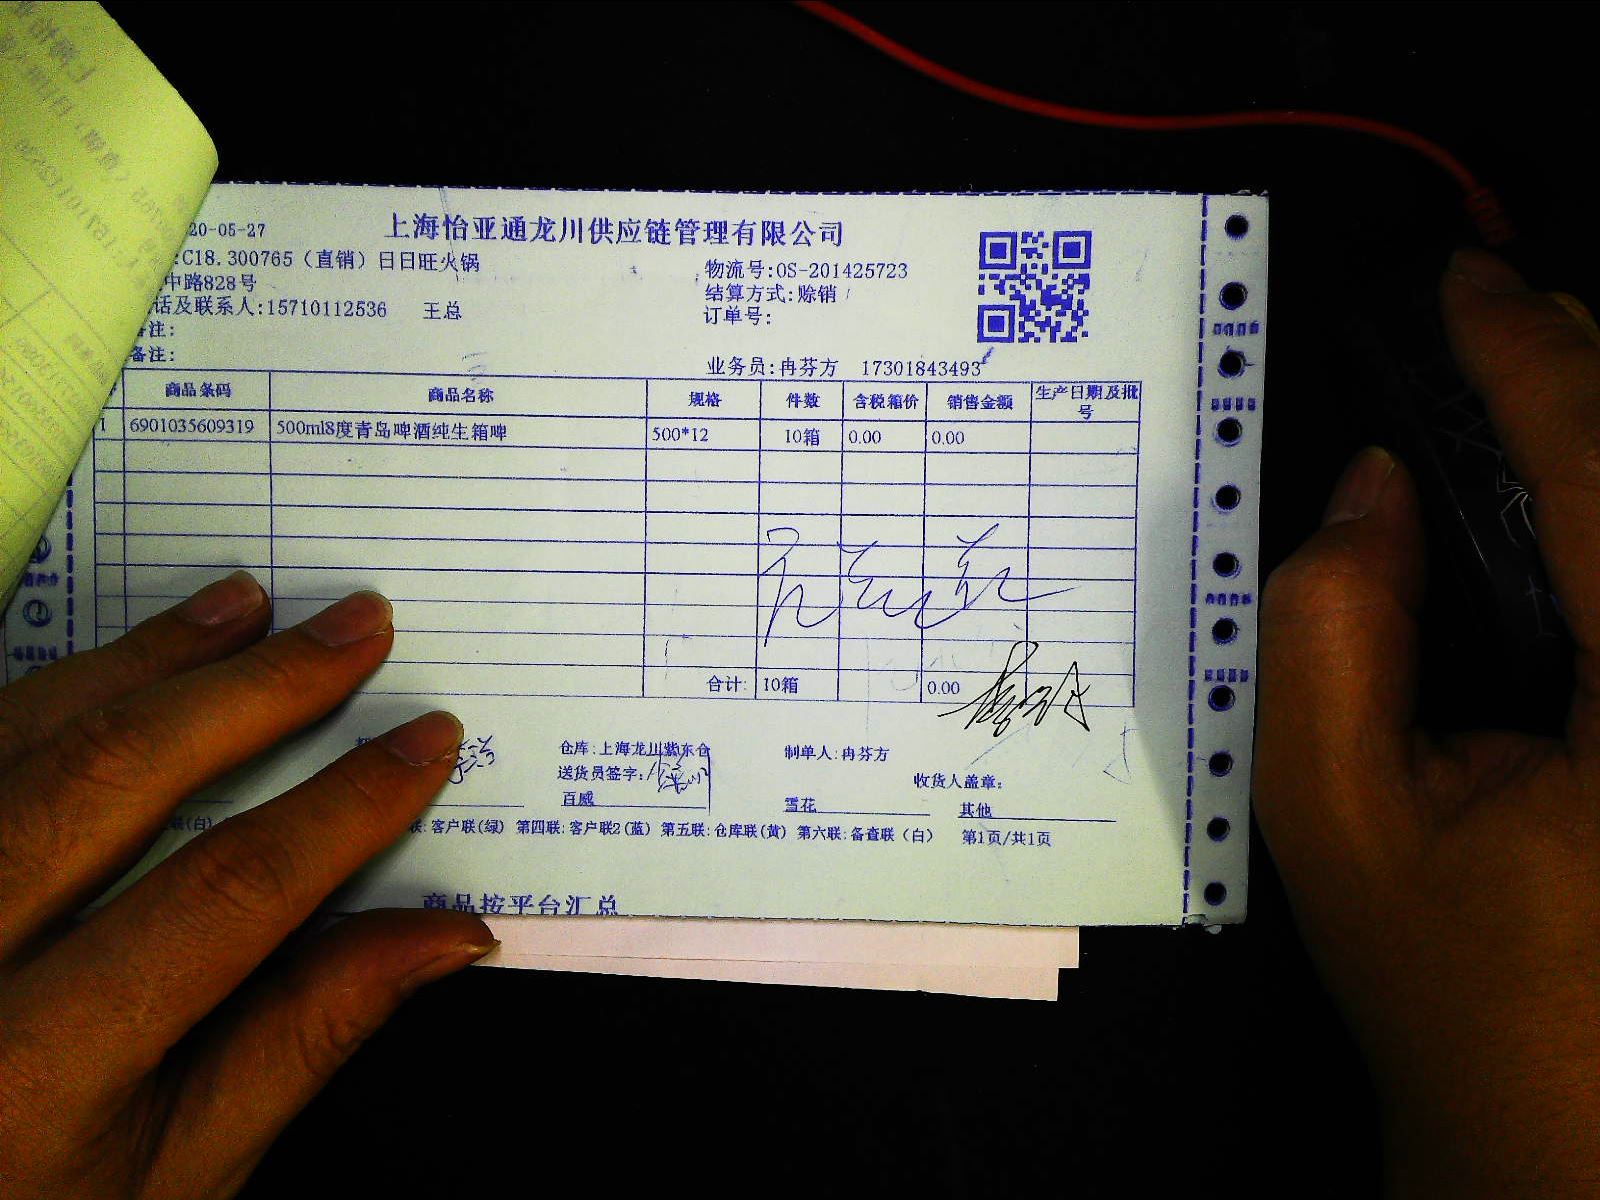 20-05-27
上海怡亚通龙川供应链管理有限公司
:C18.300765（直销）日日旺火锅
物流号:OS-201425723
中路828号
结算方式:赊销
话及联系人:15710112536 王总
订单号:
备注:
备注:
业务员:冉芬方 17301843493
商品条码 商品名称 规格 件数 含税箱价 销售金额 生产日期及批号
1 6901035609319 500ml8度青岛啤酒纯生箱啤 500*12 10箱 0.00 0.00
合计: 10箱 0.00
仓库:上海龙川紫东仓 制单人:冉芬方
送货员签字: 收货人盖章:
百威 雪花 其他
联(白) 联:客户联(绿) 第四联:客户联2(蓝) 第五联:仓库联(黄) 第六联:备查联（白） 第1页/共1页
商品按平台汇总